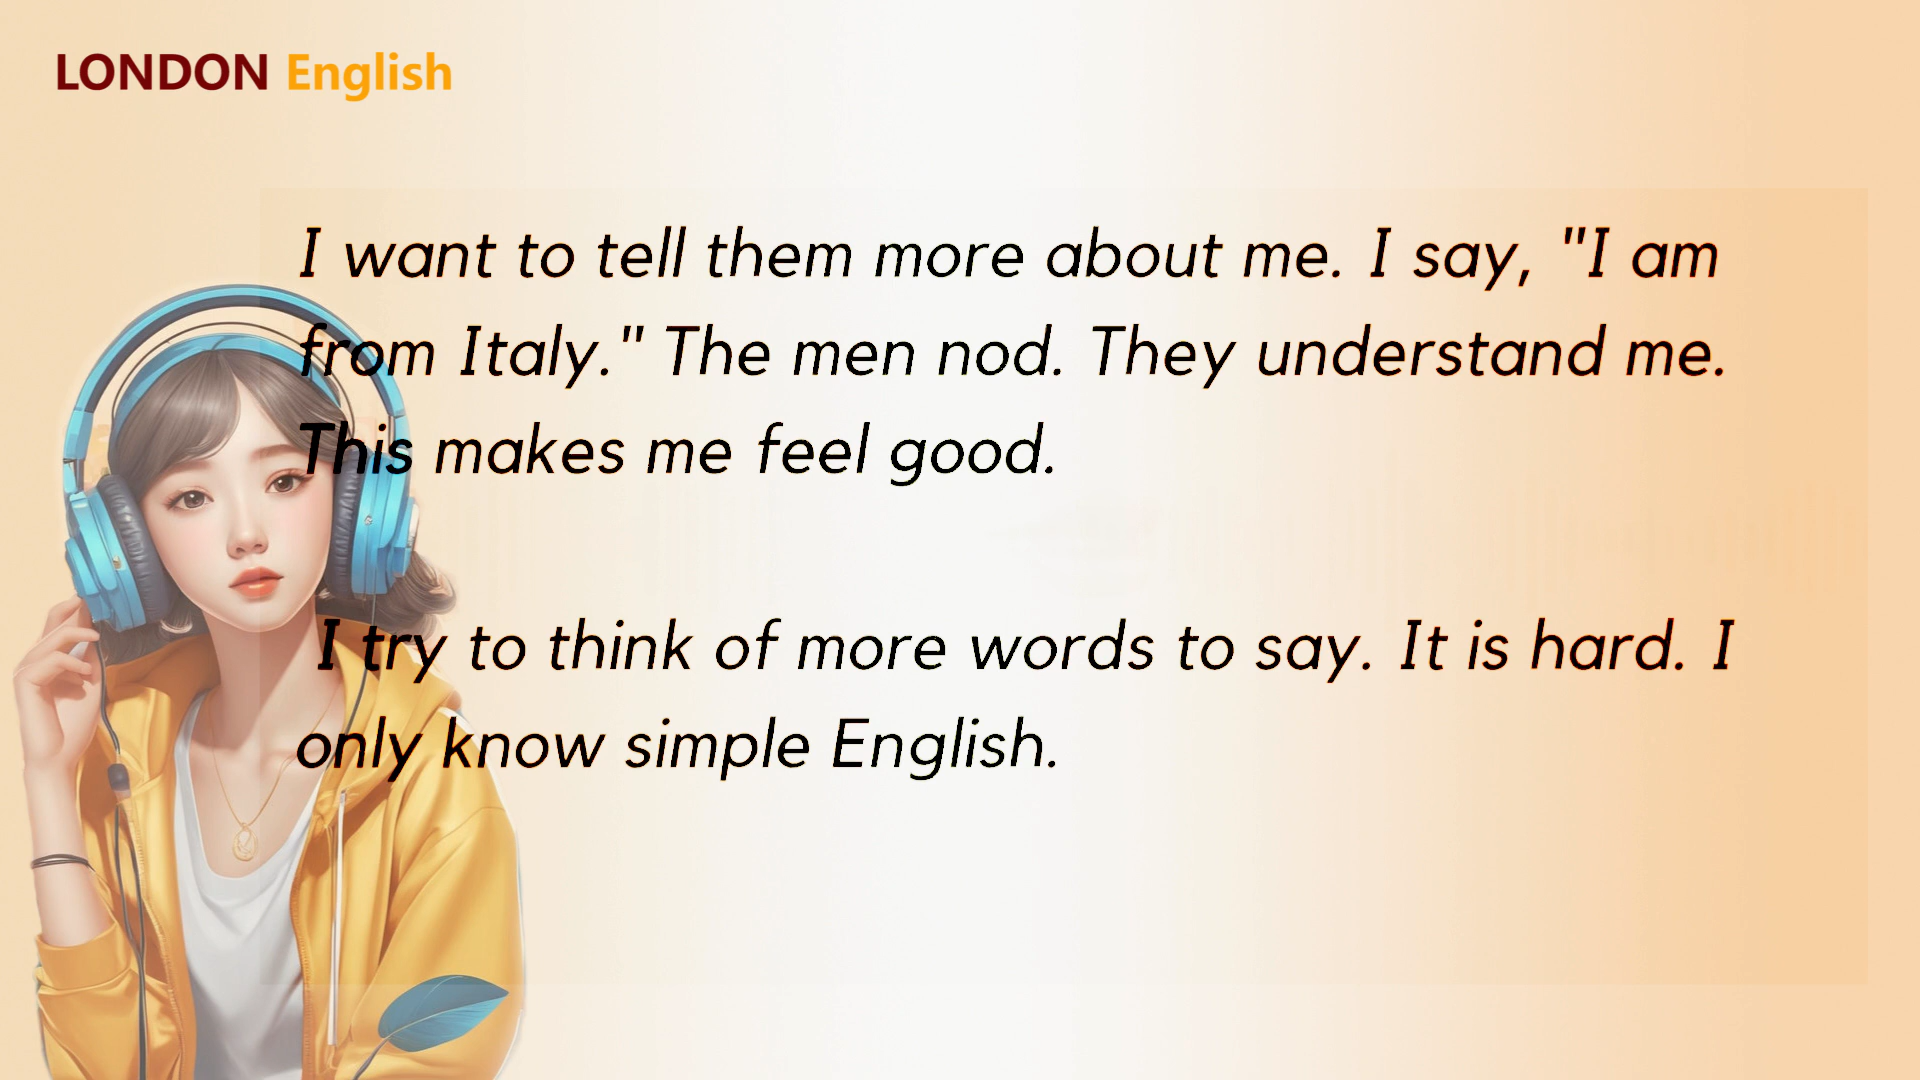 LONDON English
I want to tell them more about me. I say, "I am
from Italy." The men nod. They understand me.
This makes me feel good.
I try to think of more words to say. It is hard. I
only know simple English.